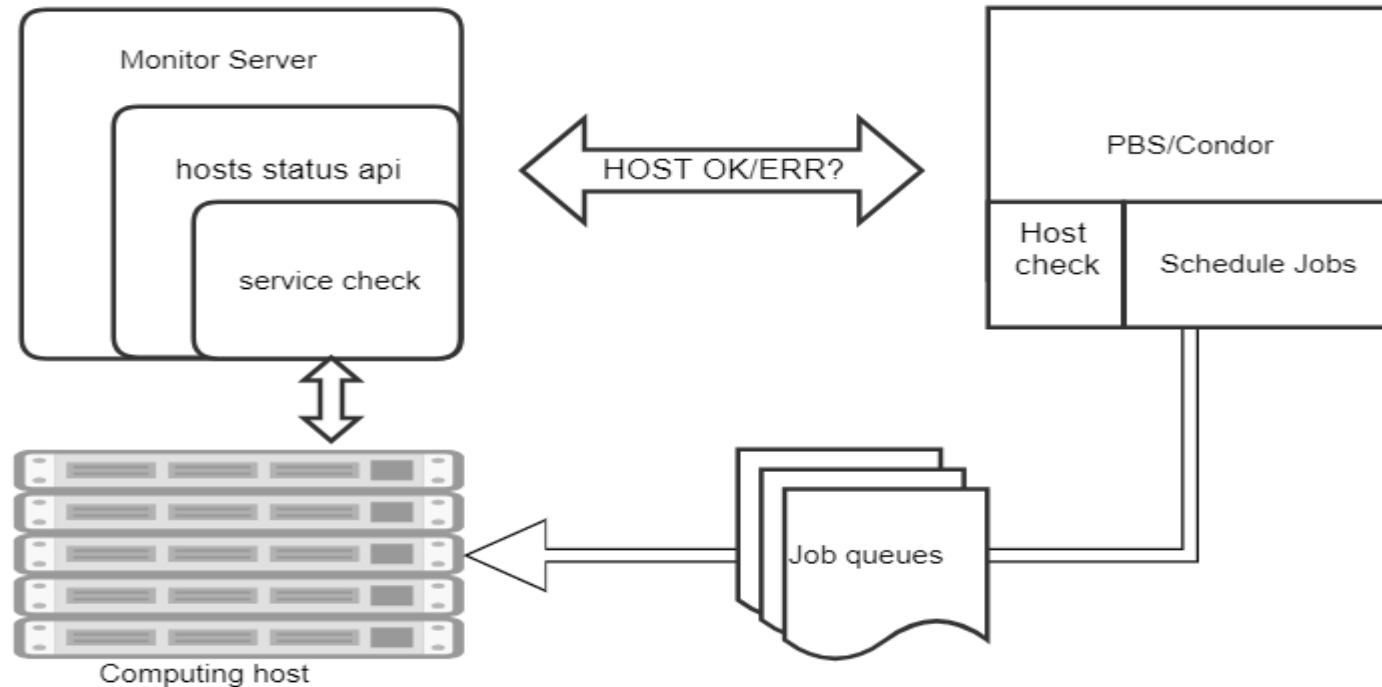 Monitor Server
hosts status api
service check
HOST OK/ERR?
PBS/Condor
Host
check
Schedule Jobs
Job queues
Computing host